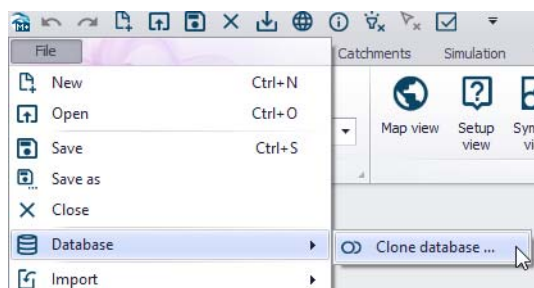 File
Catchments
Simulation
New Ctrl+N
Open Ctrl+O
Save Ctrl+S
Save as
Close
Database
Import
Map view
Setup view
Clone database ...